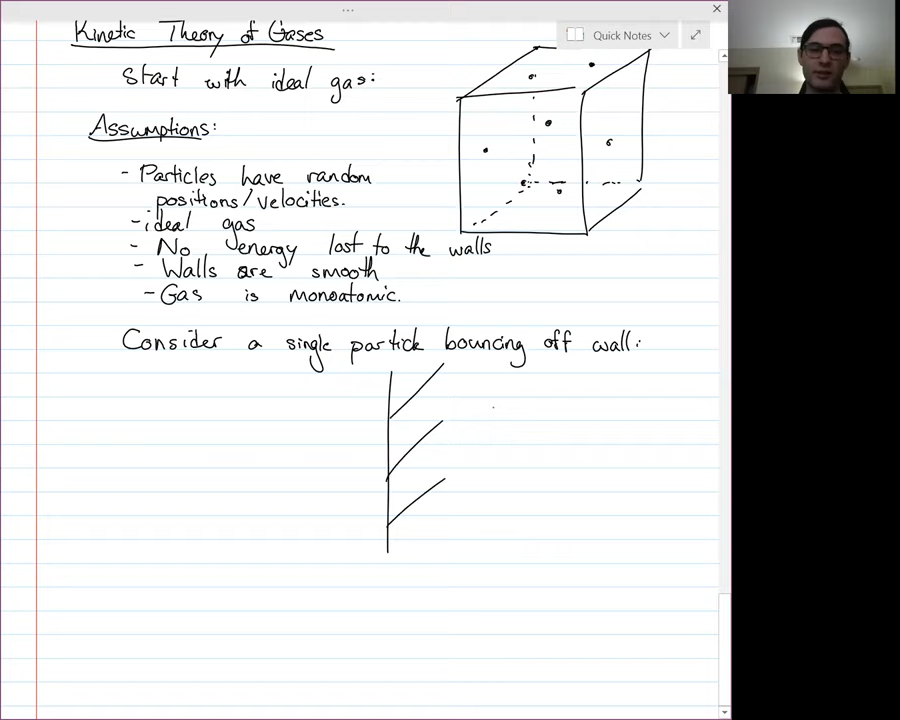 Quick Notes
Kinetic Theory of Gases
Start with ideal gas:
Assumptions:
- Particles have random
positions/velocities.
- ideal gas
- No energy lost to the walls
- Walls are smooth
- Gas is monoatomic.
Consider a single particle bouncing off wall: